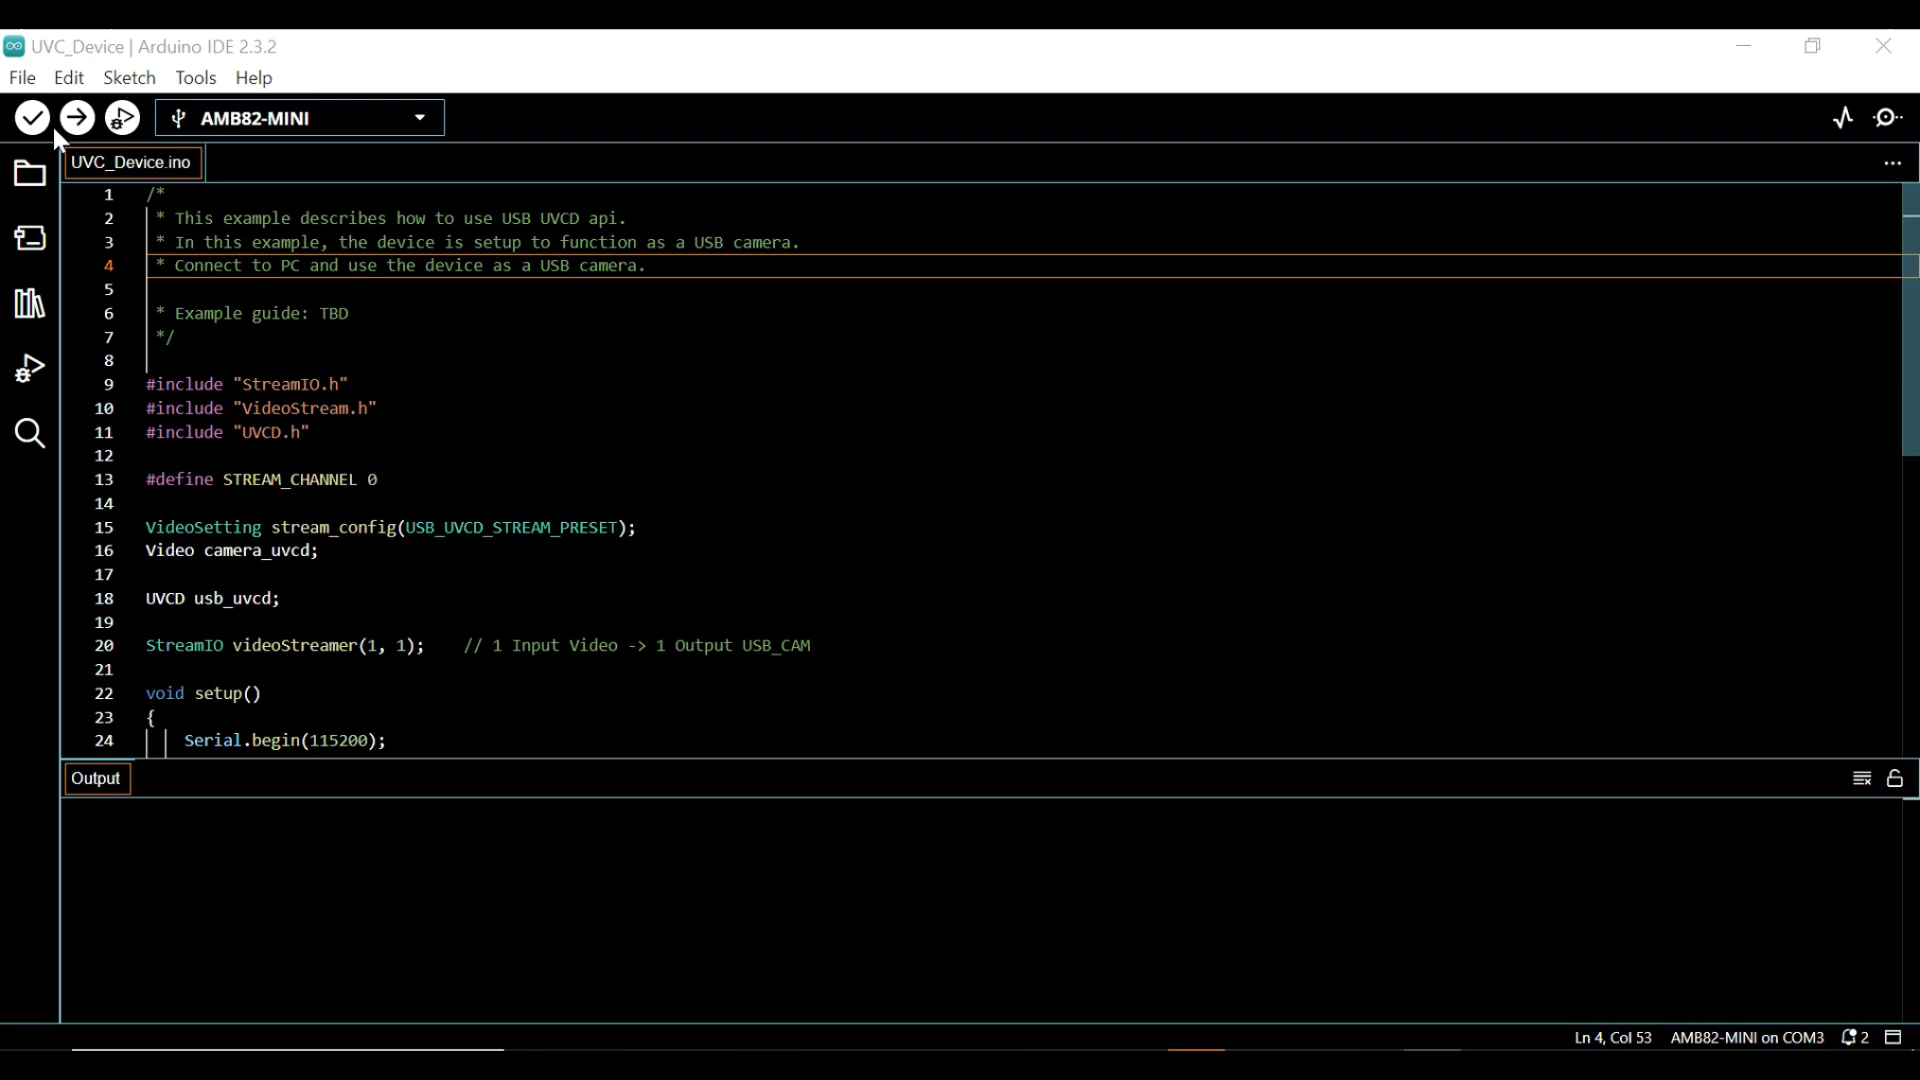 UVC_Device | Arduino IDE 2.3.2
File Edit Sketch Tools Help
AMB82-MINI
UVC_Device.ino
1 /*
2 * This example describes how to use USB UVCD api.
3 * In this example, the device is setup to function as a USB camera.
4 * Connect to PC and use the device as a USB camera.
5
6 * Example guide: TBD
7 */
8
9 #include "StreamIO.h"
10 #include "VideoStream.h"
11 #include "UVCD.h"
12
13 #define STREAM_CHANNEL 0
14
15 VideoSetting stream_config(USB_UVCD_STREAM_PRESET);
16 Video camera_uvcd;
17
18 UVCD usb_uvcd;
19
20 StreamIO videoStreamer(1, 1);    // 1 Input Video -> 1 Output USB_CAM
21
22 void setup()
23 {
24 Serial.begin(115200);
Output
Ln 4, Col 53 AMB82-MINI on COM3 2